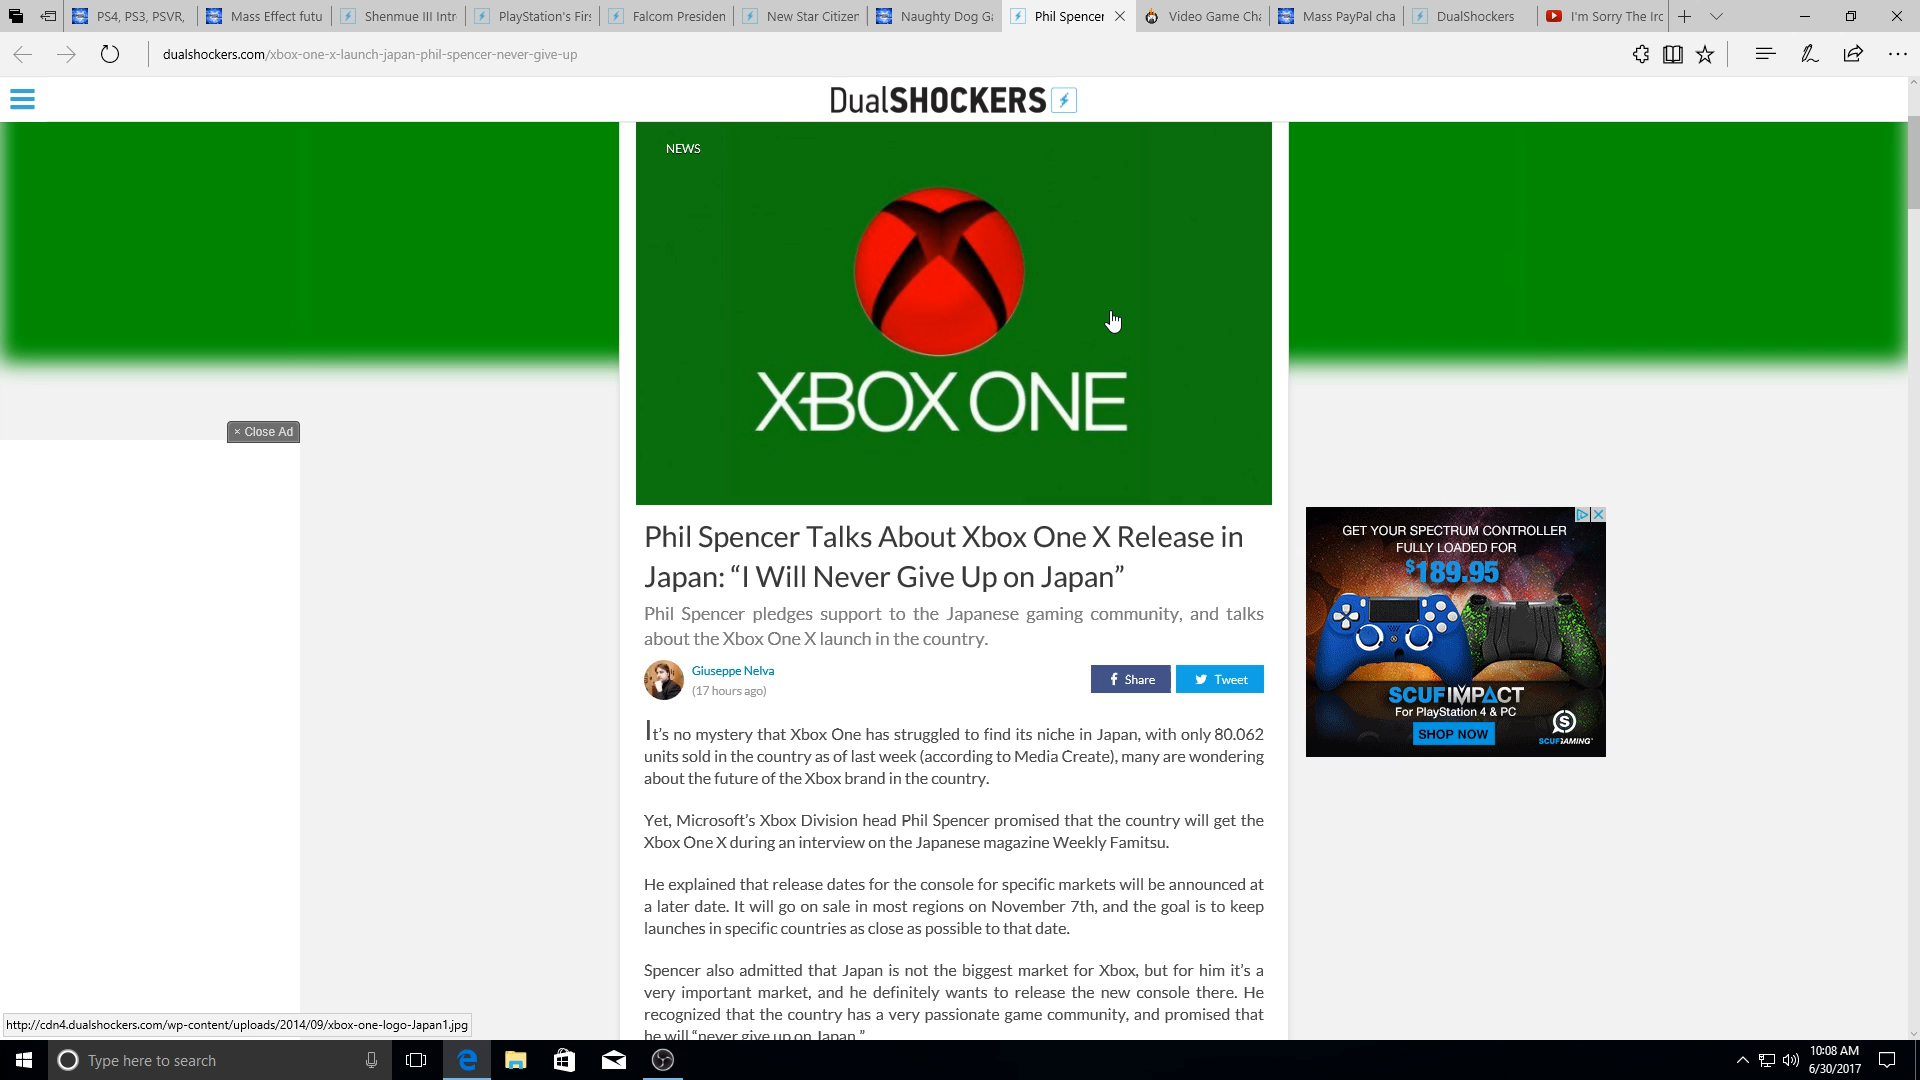 PS4, PS3, PSVR,
Mass Effect futu
Shenmue III Intr
PlayStation's Firs
Falcom Presiden
New Star Citizen
Naughty Dog Ga
Phil Spencer
Video Game Cha
Mass PayPal cha
DualShockers
I'm Sorry The Irc
dualshockers.com/xbox-one-x-launch-japan-phil-spencer-never-give-up
DualSHOCKERS
NEWS
XBOX ONE
× Close Ad
Phil Spencer Talks About Xbox One X Release in
Japan: “I Will Never Give Up on Japan”
Phil Spencer pledges support to the Japanese gaming community, and talks
about the Xbox One X launch in the country.
Giuseppe Nelva
(17 hours ago)
f Share
Tweet
It’s no mystery that Xbox One has struggled to find its niche in Japan, with only 80.062
units sold in the country as of last week (according to Media Create), many are wondering
about the future of the Xbox brand in the country.
Yet, Microsoft’s Xbox Division head Phil Spencer promised that the country will get the
Xbox One X during an interview on the Japanese magazine Weekly Famitsu.
He explained that release dates for the console for specific markets will be announced at
a later date. It will go on sale in most regions on November 7th, and the goal is to keep
launches in specific countries as close as possible to that date.
Spencer also admitted that Japan is not the biggest market for Xbox, but for him it’s a
very important market, and he definitely wants to release the new console there. He
recognized that the country has a very passionate game community, and promised that
he will “never give up on Japan.”
GET YOUR SPECTRUM CONTROLLER
FULLY LOADED FOR
$189.95
SCUFIMPACT
For PlayStation 4 & PC
SHOP NOW
SCUFGAMING
http://cdn4.dualshockers.com/wp-content/uploads/2014/09/xbox-one-logo-Japan1.jpg
Type here to search
10:08 AM
6/30/2017